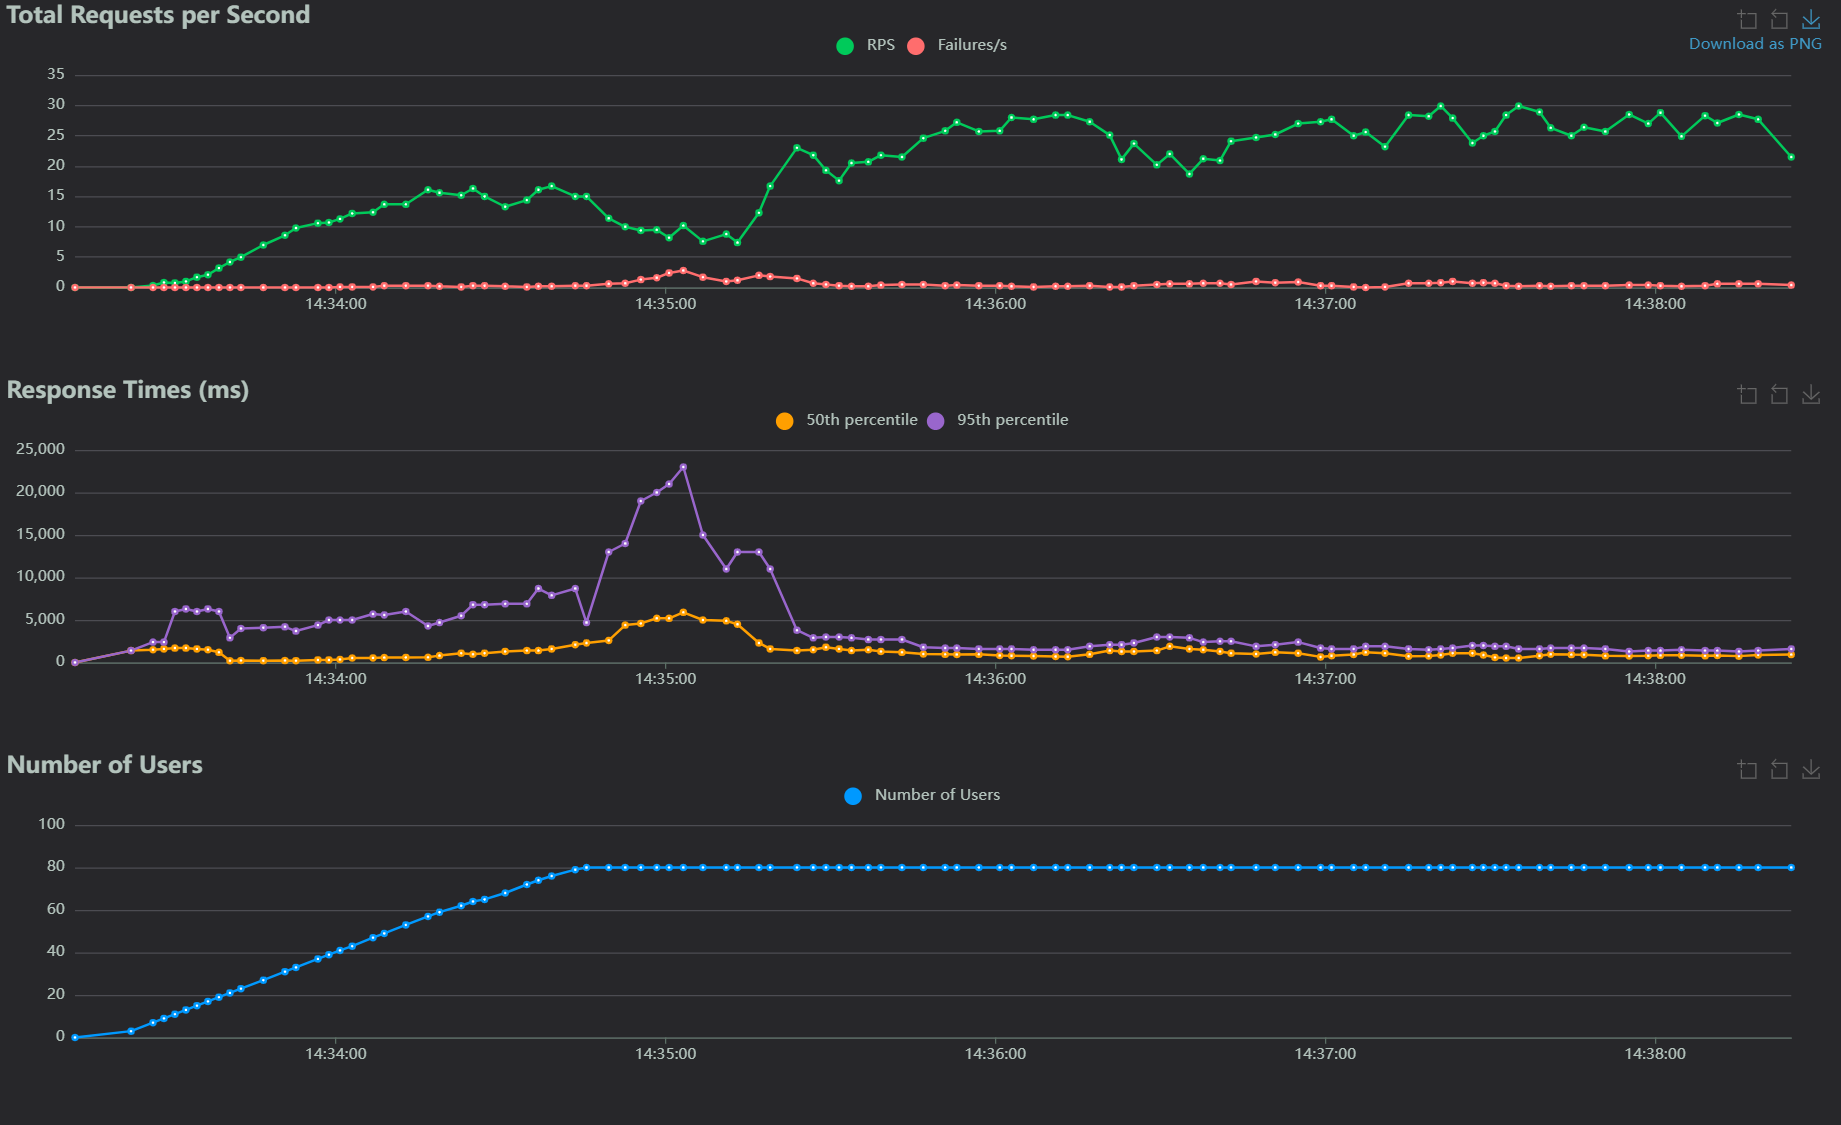 Total Requests per Second
RPS Failures/s
Download as PNG
35
30
25
20
15
10
5
0
14:34:00 14:35:00 14:36:00 14:37:00 14:38:00
Response Times (ms)
50th percentile 95th percentile
25,000
20,000
15,000
10,000
5,000
0
14:34:00 14:35:00 14:36:00 14:37:00 14:38:00
Number of Users
Number of Users
100
80
60
40
20
0
14:34:00 14:35:00 14:36:00 14:37:00 14:38:00